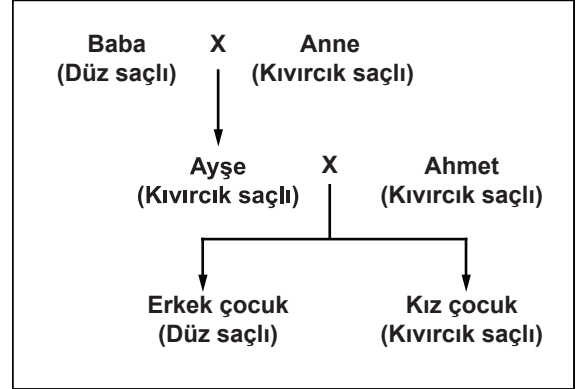 Baba X Anne
(Düz saçlı) (Kıvırcık saçlı)
Ayşe X Ahmet
(Kıvırcık saçlı) (Kıvırcık saçlı)
Erkek çocuk Kız çocuk
(Düz saçlı) (Kıvırcık saçlı)